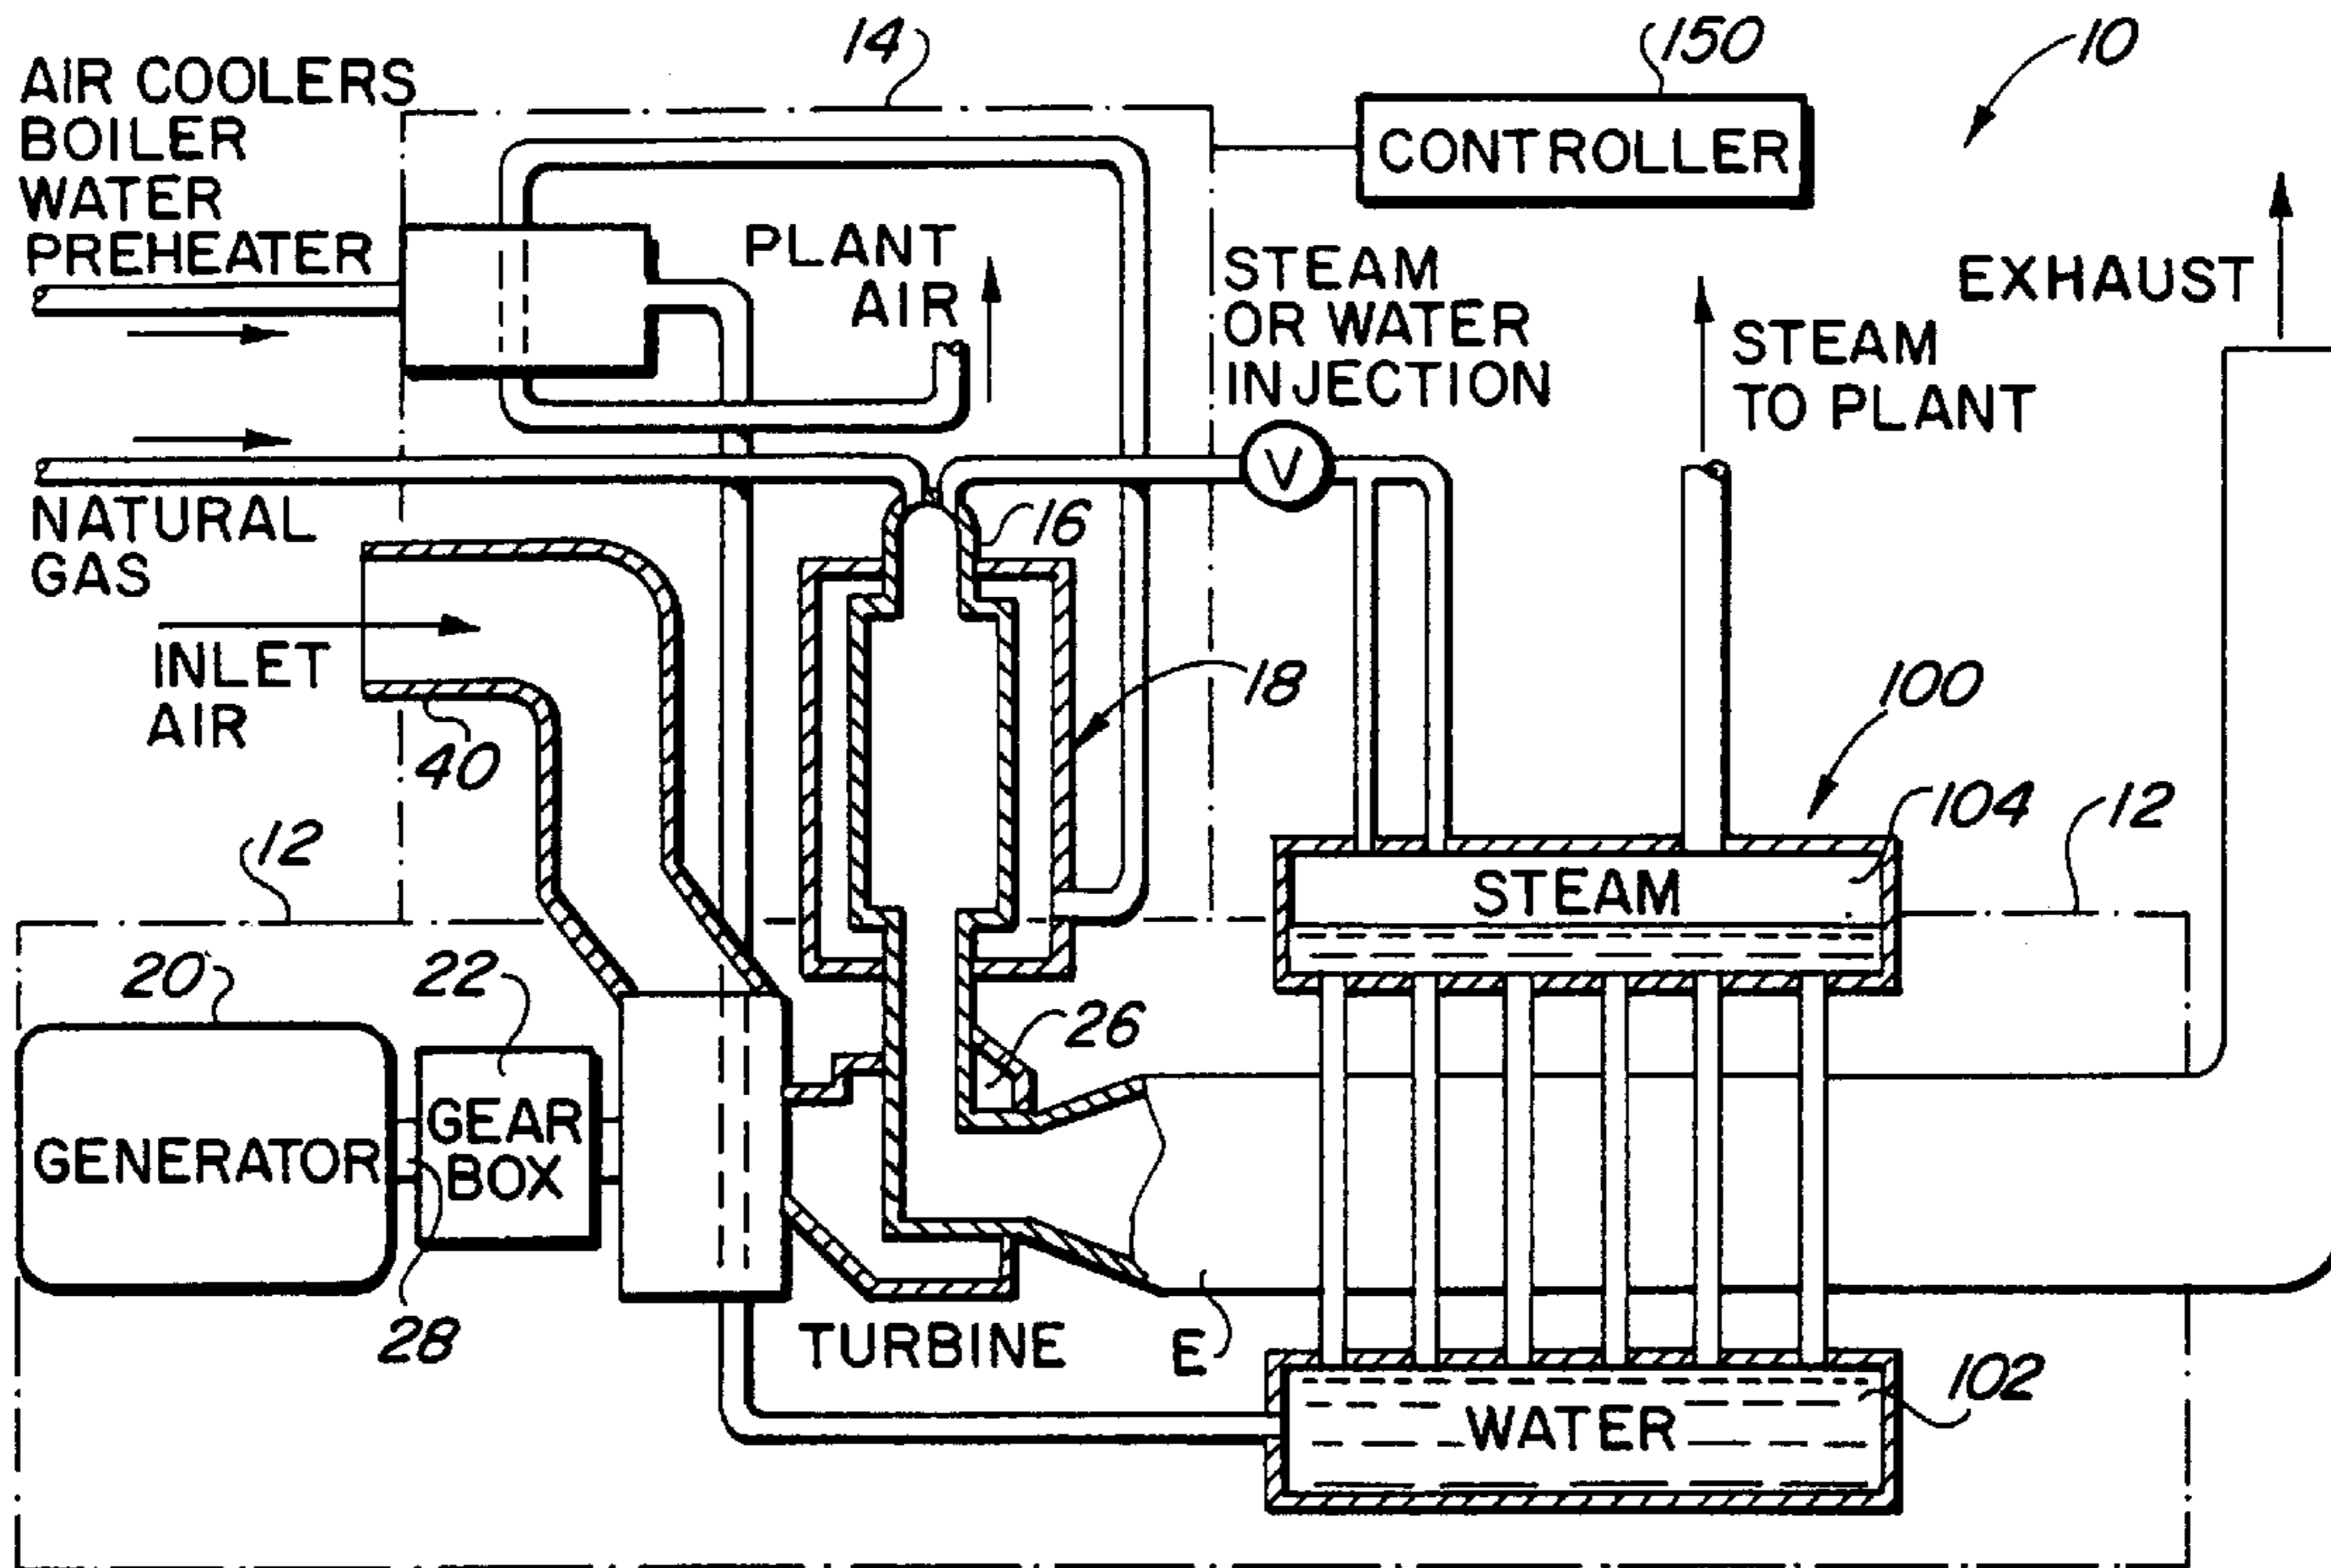 14
150
10
AIR COOLERS
BOILER
WATER
PREHEATER
CONTROLLER
PLANT
AIR
STEAM
OR WATER
INJECTION
EXHAUST
STEAM
TO PLANT
V
NATURAL
GAS
16
INLET
AIR
18
40
100
104
12
12
STEAM
20
22
26
GENERATOR
GEAR
BOX
28
TURBINE
E
102
WATER